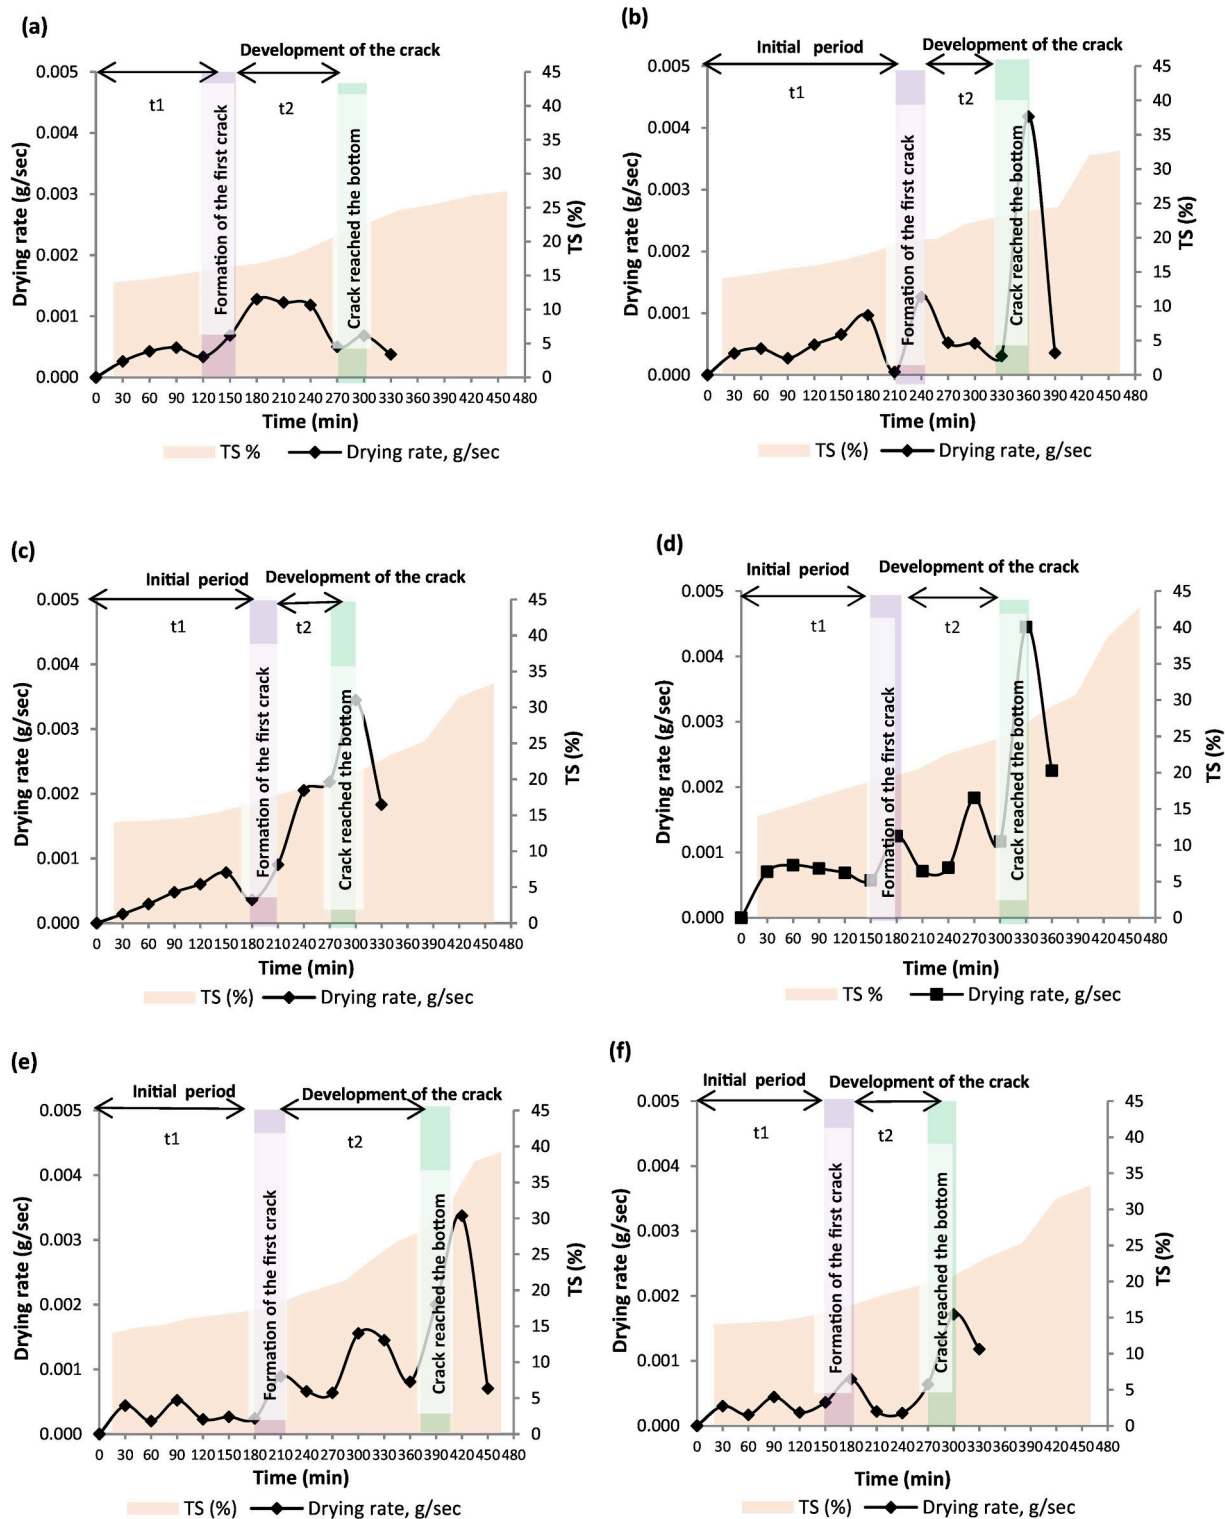 (a)
Development of the crack
0.005
0.004
0.003
0.002
0.001
0.000
Drying rate (g/sec)
t1
t2
Formation of the first crack
Crack reached the bottom
45
40
35
30
25
20
15
10
5
0
TS (%)
0 30 60 90 120 150 180 210 240 270 300 330 360 390 420 450 480
Time (min)
TS % Drying rate, g/sec
(b)
Initial period Development of the crack
0.005
0.004
0.003
0.002
0.001
0.000
Drying rate (g/sec)
t1
t2
Formation of the first crack
Crack reached the bottom
45
40
35
30
25
20
15
10
5
0
TS (%)
0 30 60 90 120 150 180 210 240 270 300 330 360 390 420 450 480
Time (min)
TS (%) Drying rate, g/sec
(c)
Initial period Development of the crack
0.005
0.004
0.003
0.002
0.001
0.000
Drying rate (g/sec)
t1
t2
Formation of the first crack
Crack reached the bottom
45
40
35
30
25
20
15
10
5
0
TS (%)
0 30 60 90 120 150 180 210 240 270 300 330 360 390 420 450 480
Time (min)
TS (%) Drying rate, g/sec
(d)
Initial period Development of the crack
0.005
0.004
0.003
0.002
0.001
0.000
Drying rate (g/sec)
t1
t2
Formation of the first crack
Crack reached the bottom
45
40
35
30
25
20
15
10
5
0
TS (%)
0 30 60 90 120 150 180 210 240 270 300 330 360 390 420 450 480
Time (min)
TS % Drying rate, g/sec
(e)
Initial period Development of the crack
0.005
0.004
0.003
0.002
0.001
0.000
Drying rate (g/sec)
t1
t2
Formation of the first crack
Crack reached the bottom
45
40
35
30
25
20
15
10
5
0
TS (%)
0 30 60 90 120 150 180 210 240 270 300 330 360 390 420 450 480
Time (min)
TS (%) Drying rate, g/sec
(f)
Initial period Development of the crack
0.005
0.004
0.003
0.002
0.001
0.000
Drying rate (g/sec)
t1
t2
Formation of the first crack
Crack reached the bottom
45
40
35
30
25
20
15
10
5
0
TS (%)
0 30 60 90 120 150 180 210 240 270 300 330 360 390 420 450 480
Time (min)
TS (%) Drying rate, g/sec